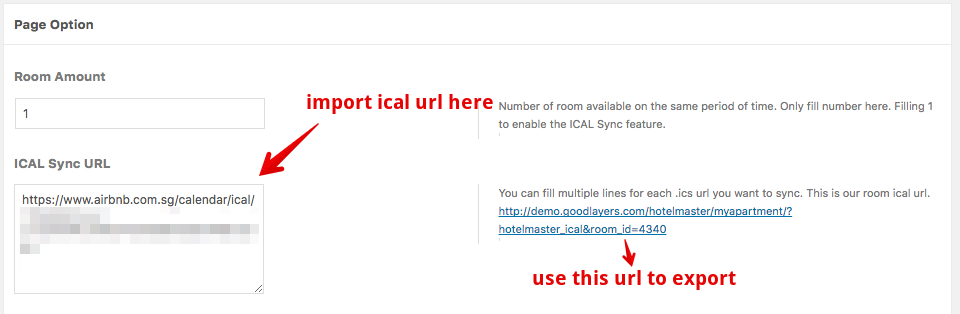 Page Option
Room Amount
import ical url here
1
Number of room available on the same period of time. Only fill number here. Filling 1
to enable the ICAL Sync feature.
ICAL Sync URL
https://www.airbnb.com.sg/calendar/ical/
You can fill multiple lines for each .ics url you want to sync. This is our room ical url.
http://demo.goodlayers.com/hotelmaster/myapartment/?
hotelmaster_ical&room_id=4340
use this url to export